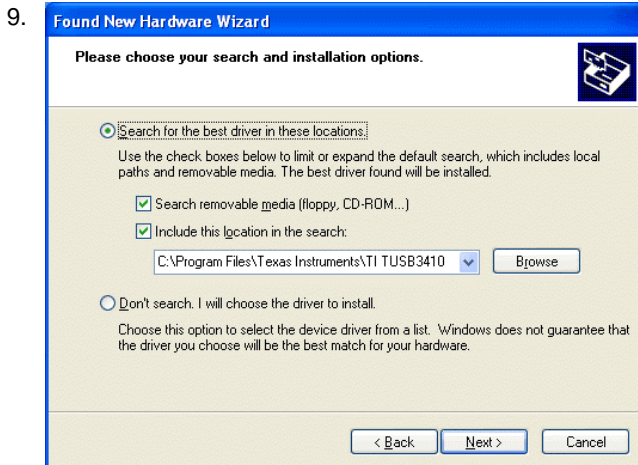 9.
Found New Hardware Wizard
Please choose your search and installation options.
Search for the best driver in these locations.
Use the check boxes below to limit or expand the default search, which includes local
paths and removable media. The best driver found will be installed.
Search removable media (floppy, CD-ROM...)
Include this location in the search:
C:\Program Files\Texas Instruments\TI TUSB3410
Browse
Don't search. I will choose the driver to install.
Choose this option to select the device driver from a list. Windows does not guarantee that
the driver you choose will be the best match for your hardware.
< Back Next > Cancel